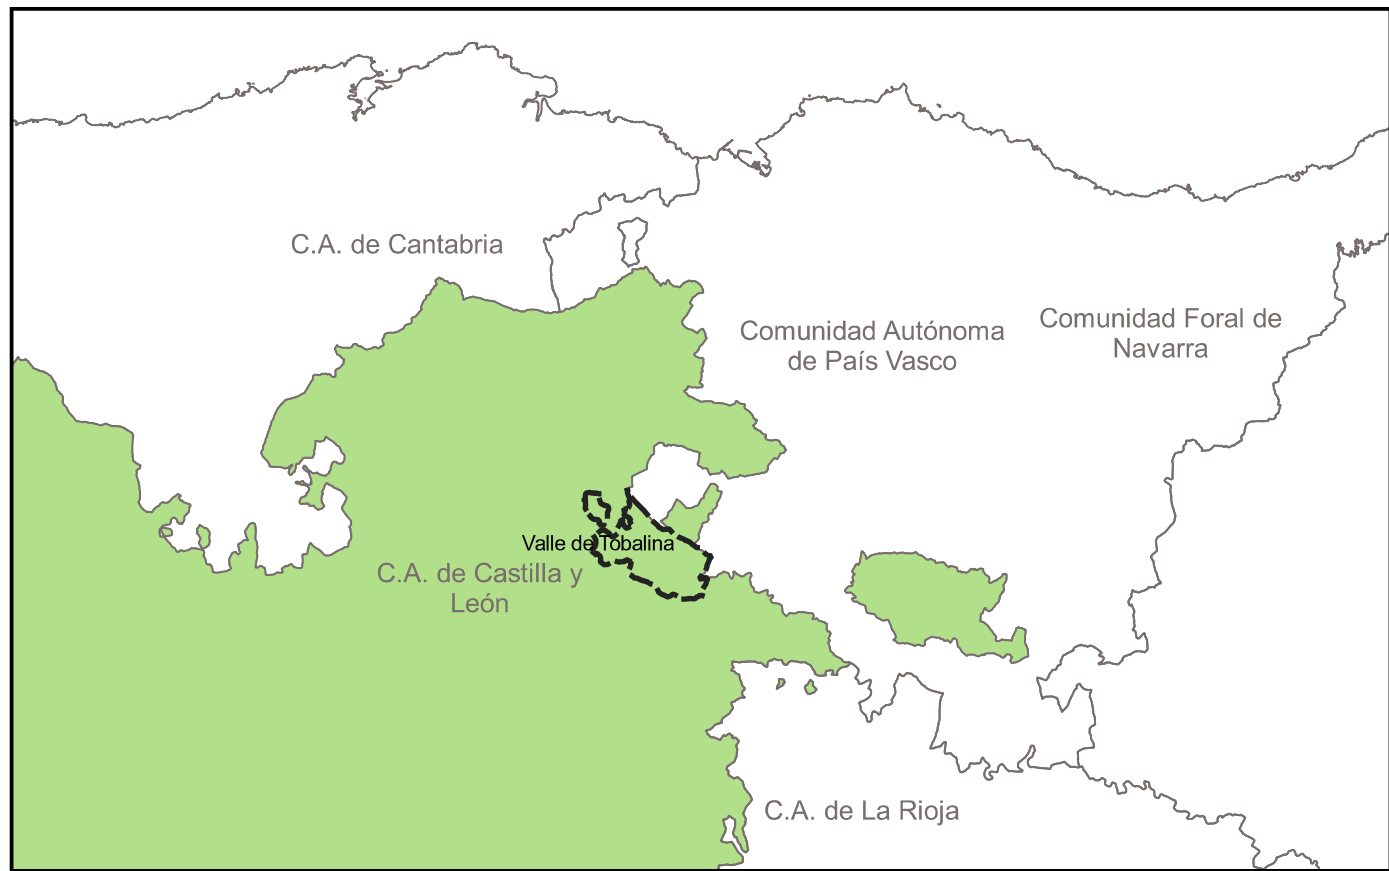 C.A. de Cantabria
Comunidad Autónoma
de País Vasco
Comunidad Foral de
Navarra
Valle de Tobalina
C.A. de Castilla y
León
C.A. de La Rioja